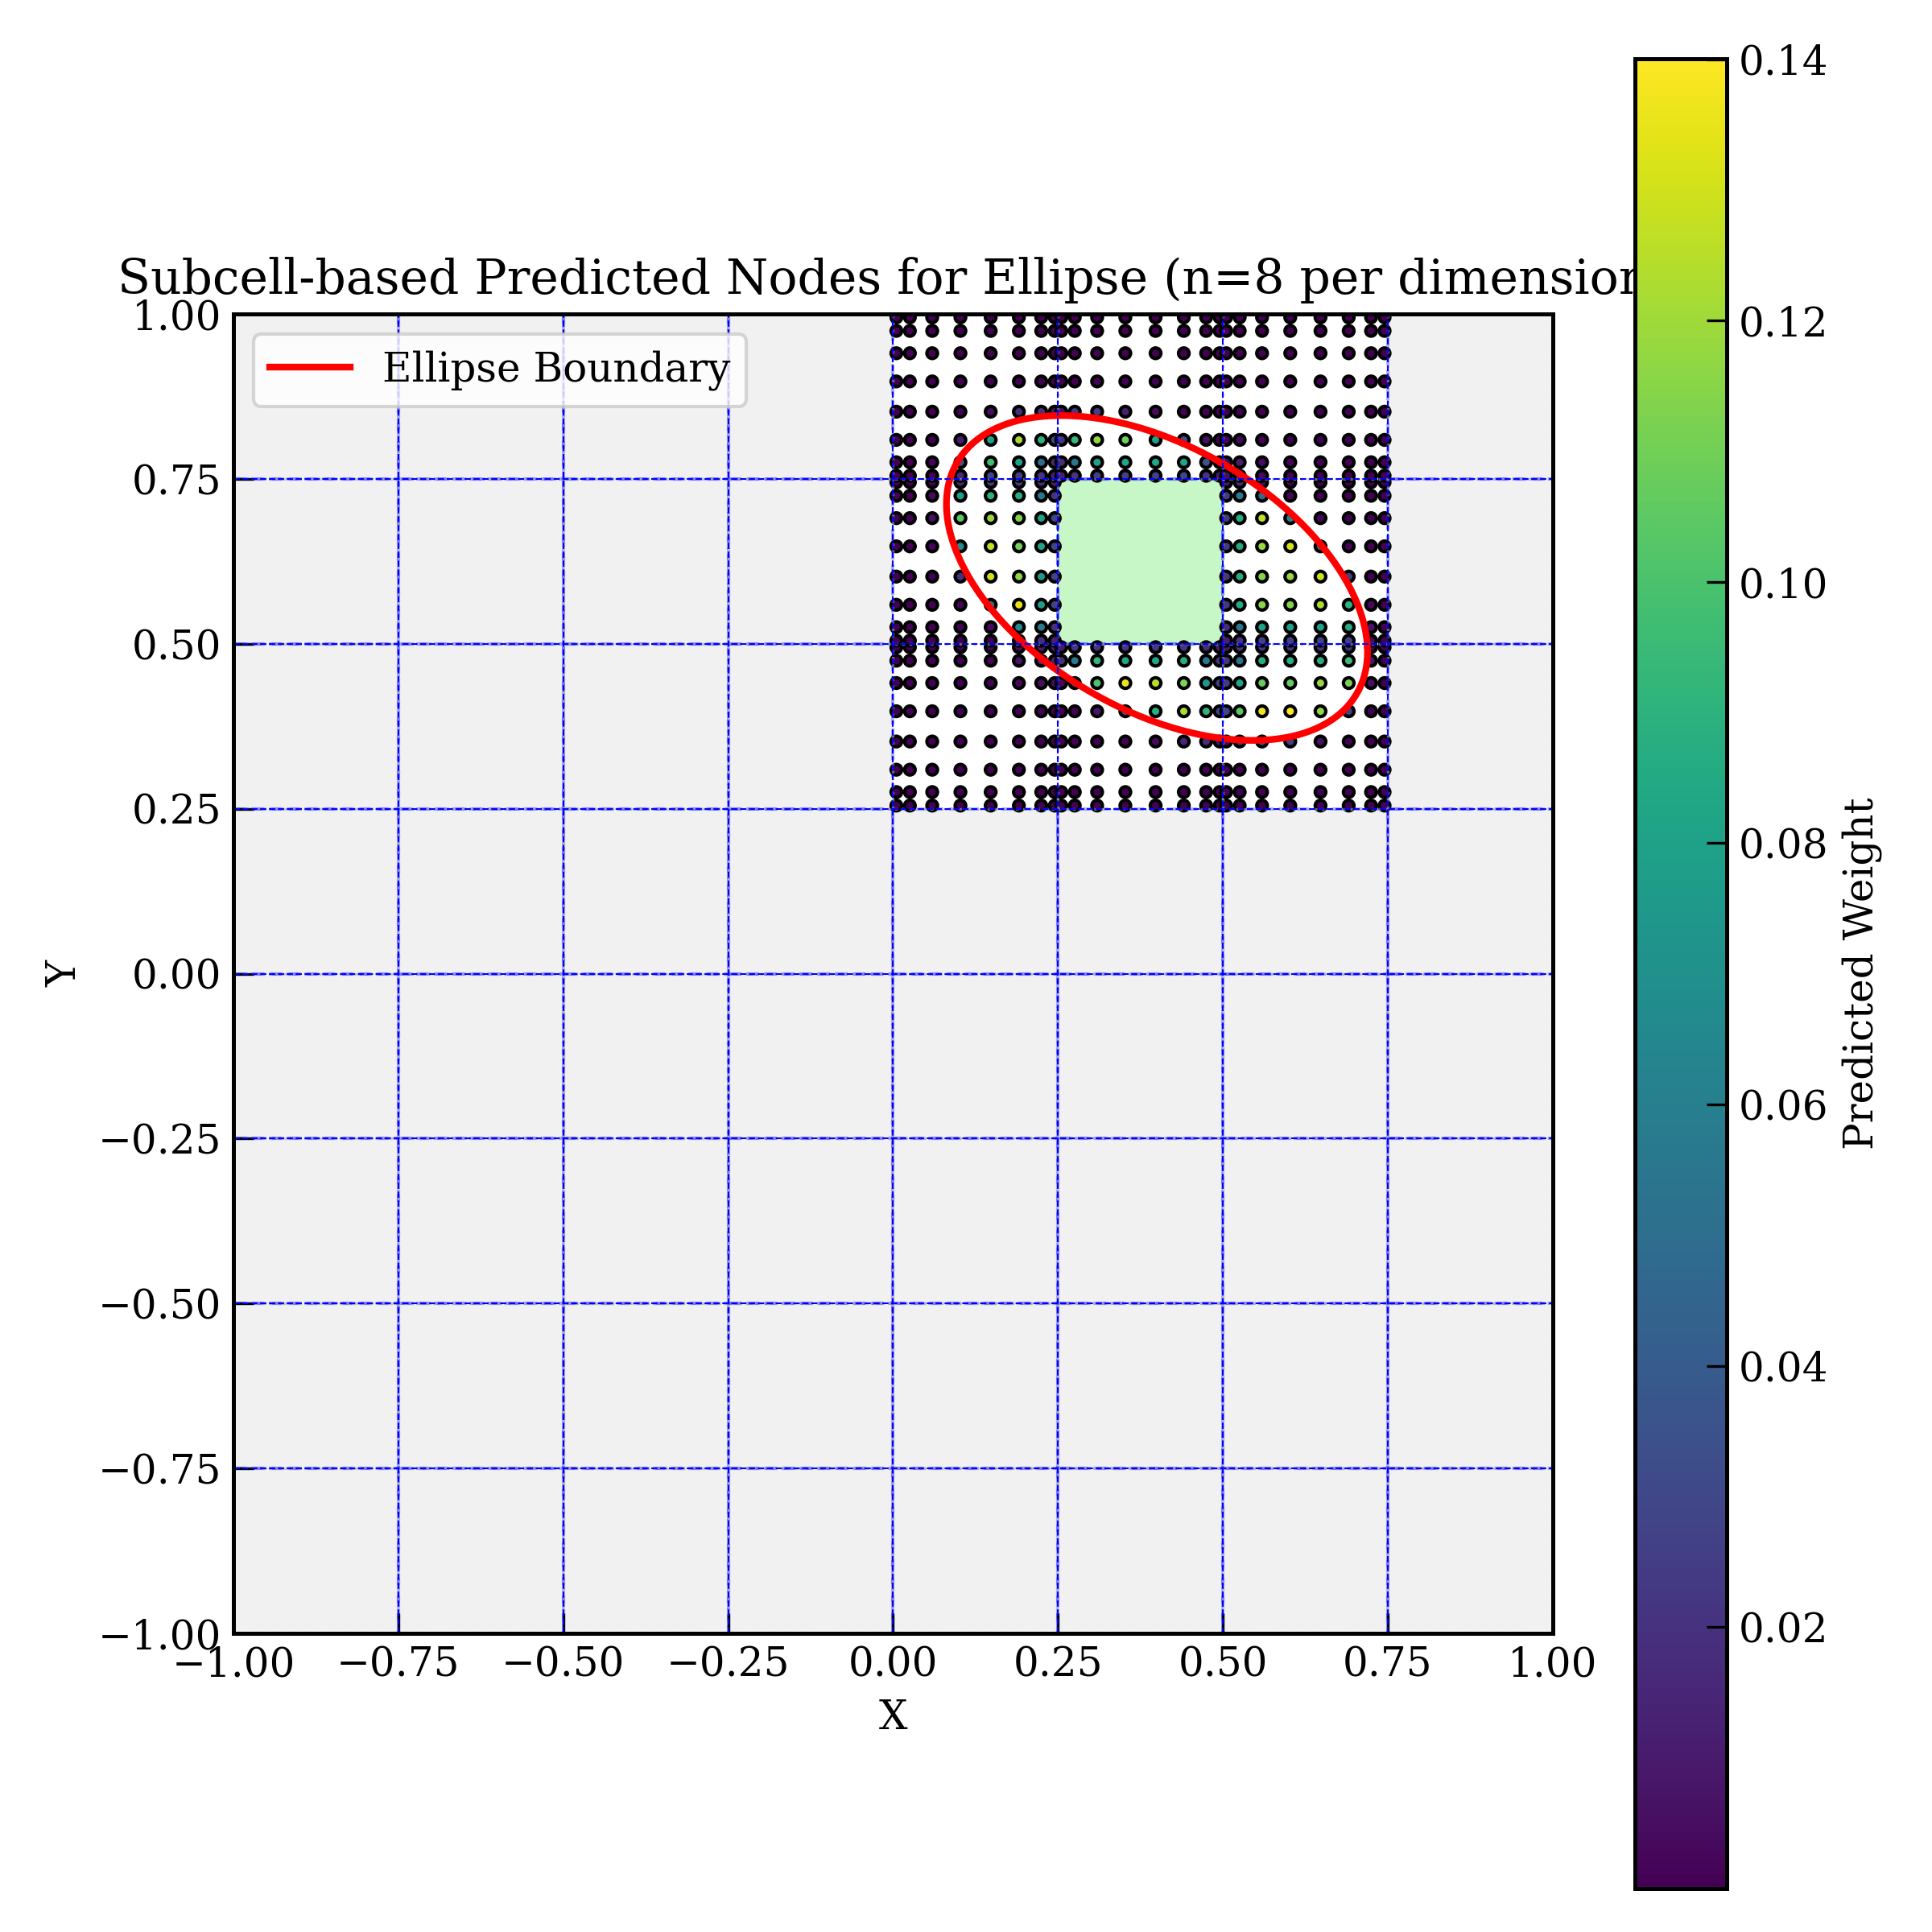 Subcell-based Predicted Nodes for Ellipse (n=8 per dimension
Ellipse Boundary
1.00
0.75
0.50
0.25
0.00
−0.25
−0.50
−0.75
−1.00
Y
−1.00 −0.75 −0.50 −0.25 0.00 0.25 0.50 0.75 1.00
X
0.14
0.12
0.10
0.08
0.06
0.04
0.02
Predicted Weight